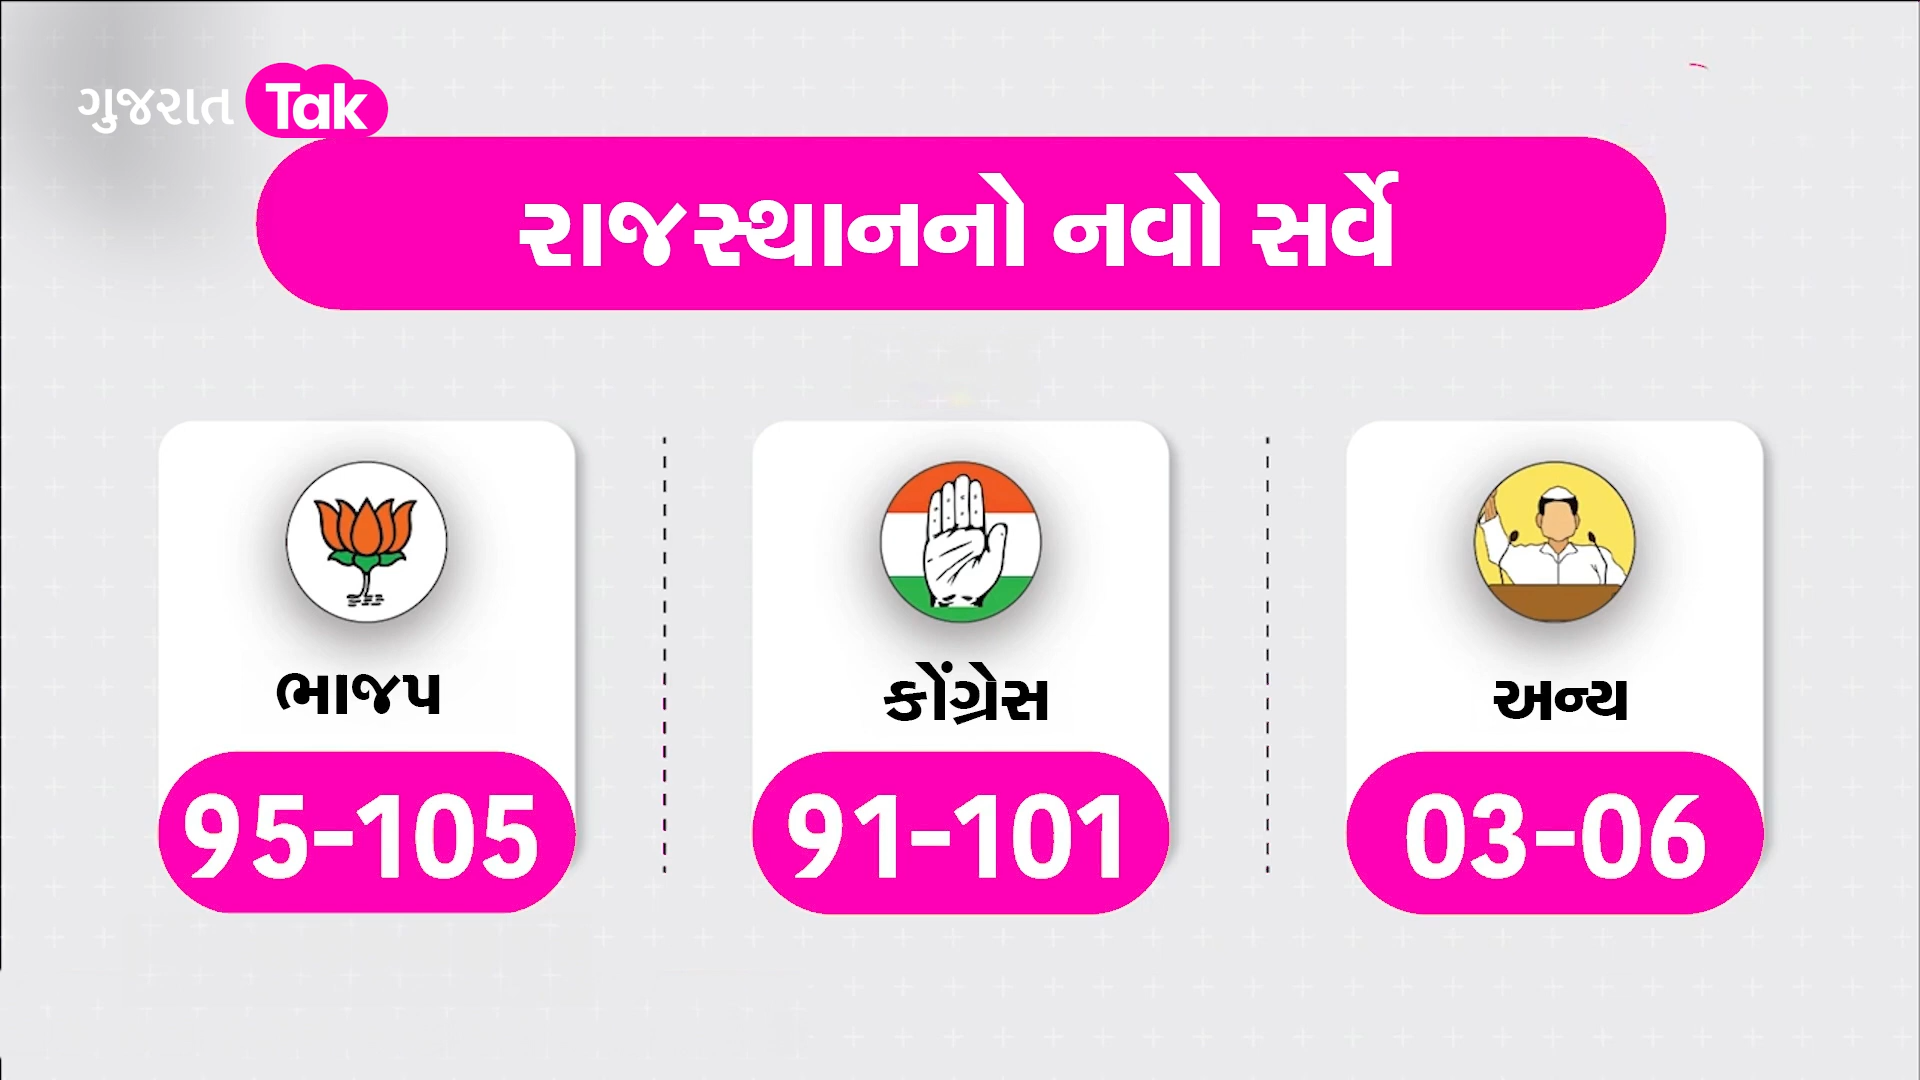 ગુજરાત Tak
રાજસ્થાનનો નવો સર્વે
ભાજપ
95-105
કોંગ્રેસ
91-101
અન્ય
03-06